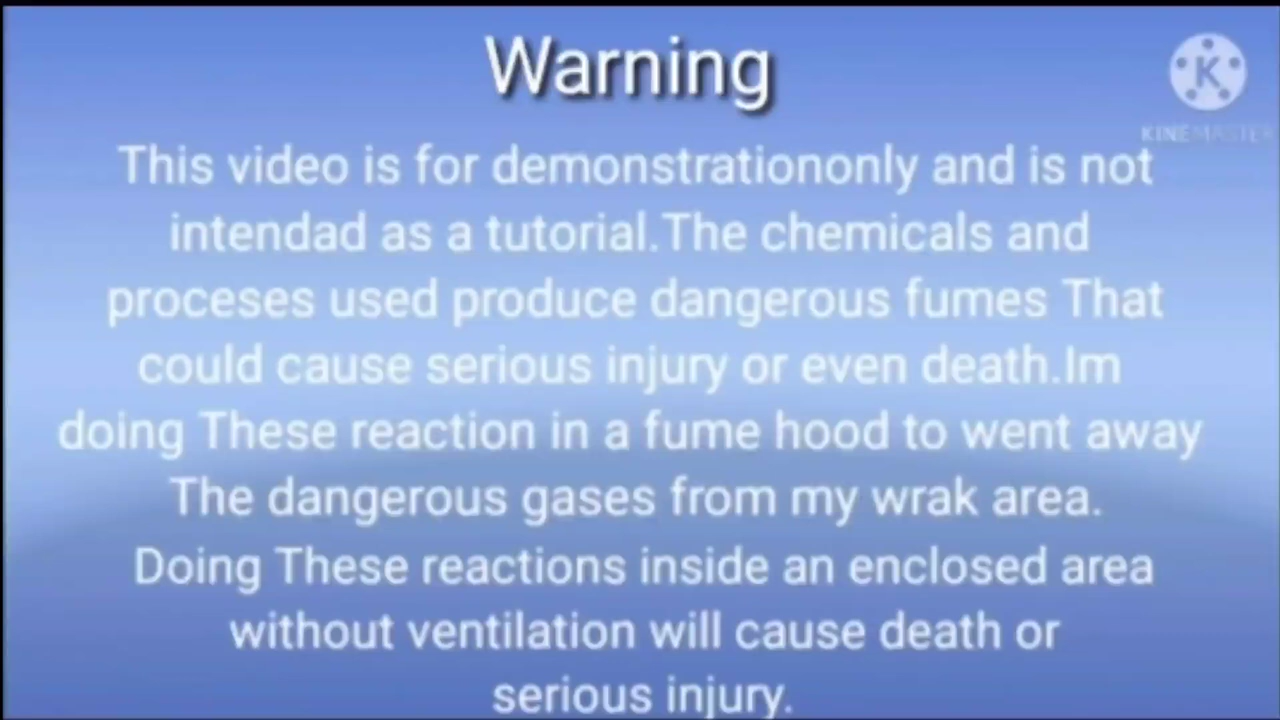 Warning
K
KINEMASTER
This video is for demonstrationonly and is not
intendad as a tutorial.The chemicals and
proceses used produce dangerous fumes That
could cause serious injury or even death.Im
doing These reaction in a fume hood to went away
The dangerous gases from my wrak area.
Doing These reactions inside an enclosed area
without ventilation will cause death or
serious injury.